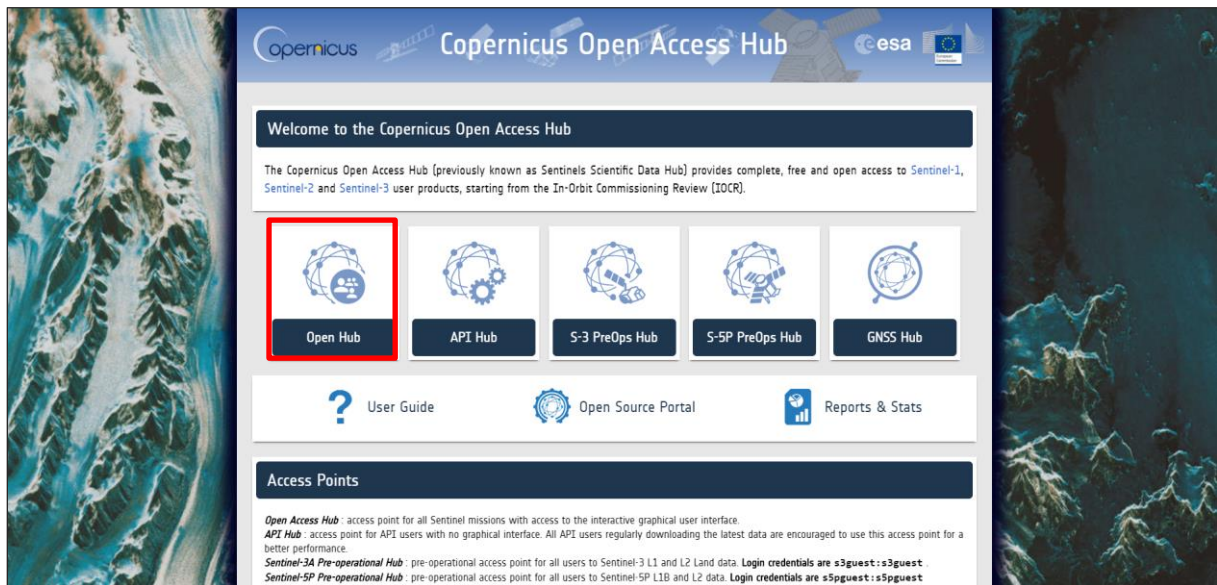 opernicus
Copernicus Open Access Hub
esa
European
Commission
Welcome to the Copernicus Open Access Hub
The Copernicus Open Access Hub (previously known as Sentinels Scientific Data Hub) provides complete, free and open access to Sentinel-1,
Sentinel-2 and Sentinel-3 user products, starting from the In-Orbit Commissioning Review (IOCR).
Open Hub
API Hub
S-3 PreOps Hub
S-5P PreOps Hub
GNSS Hub
? User Guide
Open Source Portal
Reports & Stats
Access Points
Open Access Hub : access point for all Sentinel missions with access to the interactive graphical user interface.
API Hub : access point for API users with no graphical interface. All API users regularly downloading the latest data are encouraged to use this access point for a
better performance.
Sentinel-3A Pre-operational Hub : pre-operational access point for all users to Sentinel-3 L1 and L2 Land data. Login credentials are s3guest:s3guest .
Sentinel-5P Pre-operational Hub : pre-operational access point for all users to Sentinel-5P L1B and L2 data. Login credentials are s5pguest:s5pguest